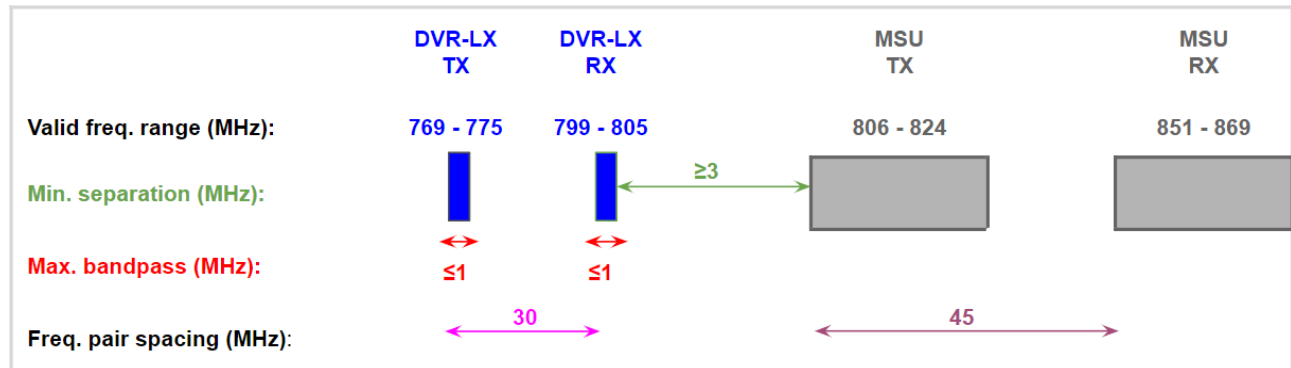 DVR-LX TX DVR-LX RX MSU TX MSU RX
Valid freq. range (MHz): 769 - 775 799 - 805 806 - 824 851 - 869
Min. separation (MHz): ≥3
Max. bandpass (MHz): ≤1 ≤1
Freq. pair spacing (MHz): 30 45